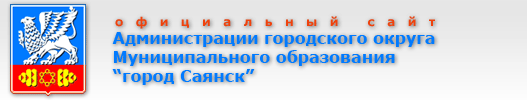 официальный сайт
Администрации городского округа
Муниципального образования
“город Саянск”